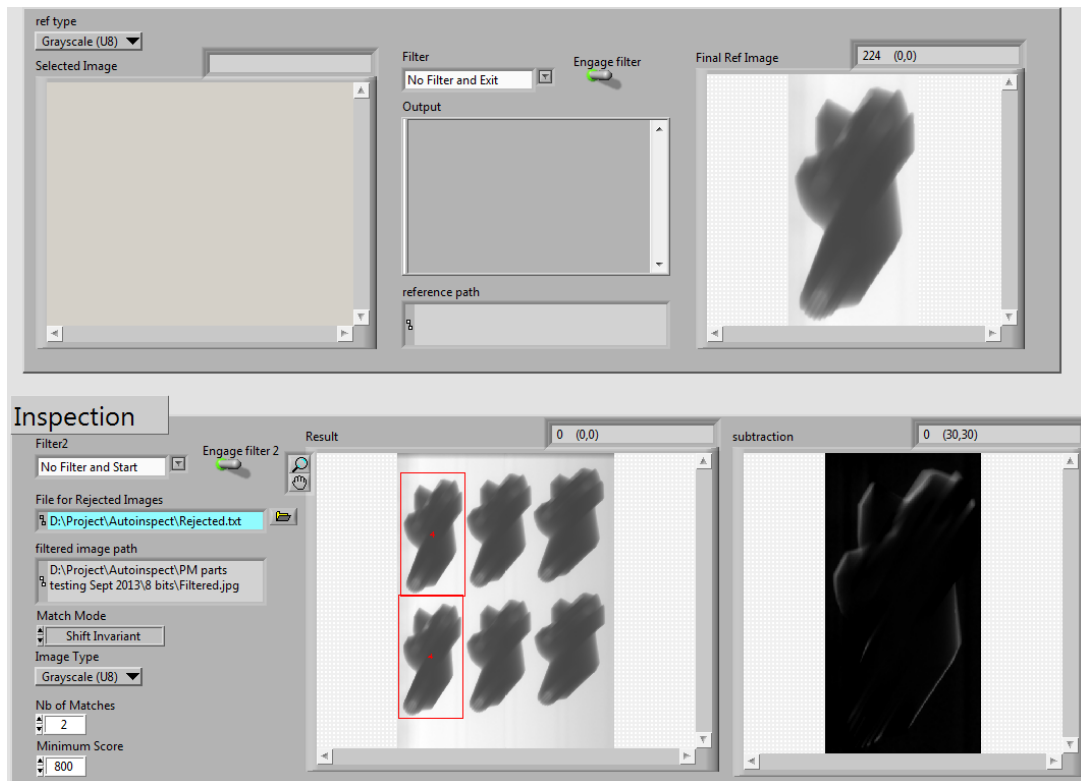 ref type
Grayscale (U8)
Selected Image
Filter
No Filter and Exit
Engage filter
Output
reference path
Final Ref Image
224 (0,0)
Inspection
Filter2
No Filter and Start
Engage filter 2
File for Rejected Images
D:\Project\Autoinspect\Rejected.txt
filtered image path
D:\Project\Autoinspect\PM parts
testing Sept 2013\8 bits\Filtered.jpg
Match Mode
Shift Invariant
Image Type
Grayscale (U8)
Nb of Matches
2
Minimum Score
800
Result
0 (0,0)
subtraction
0 (30,30)